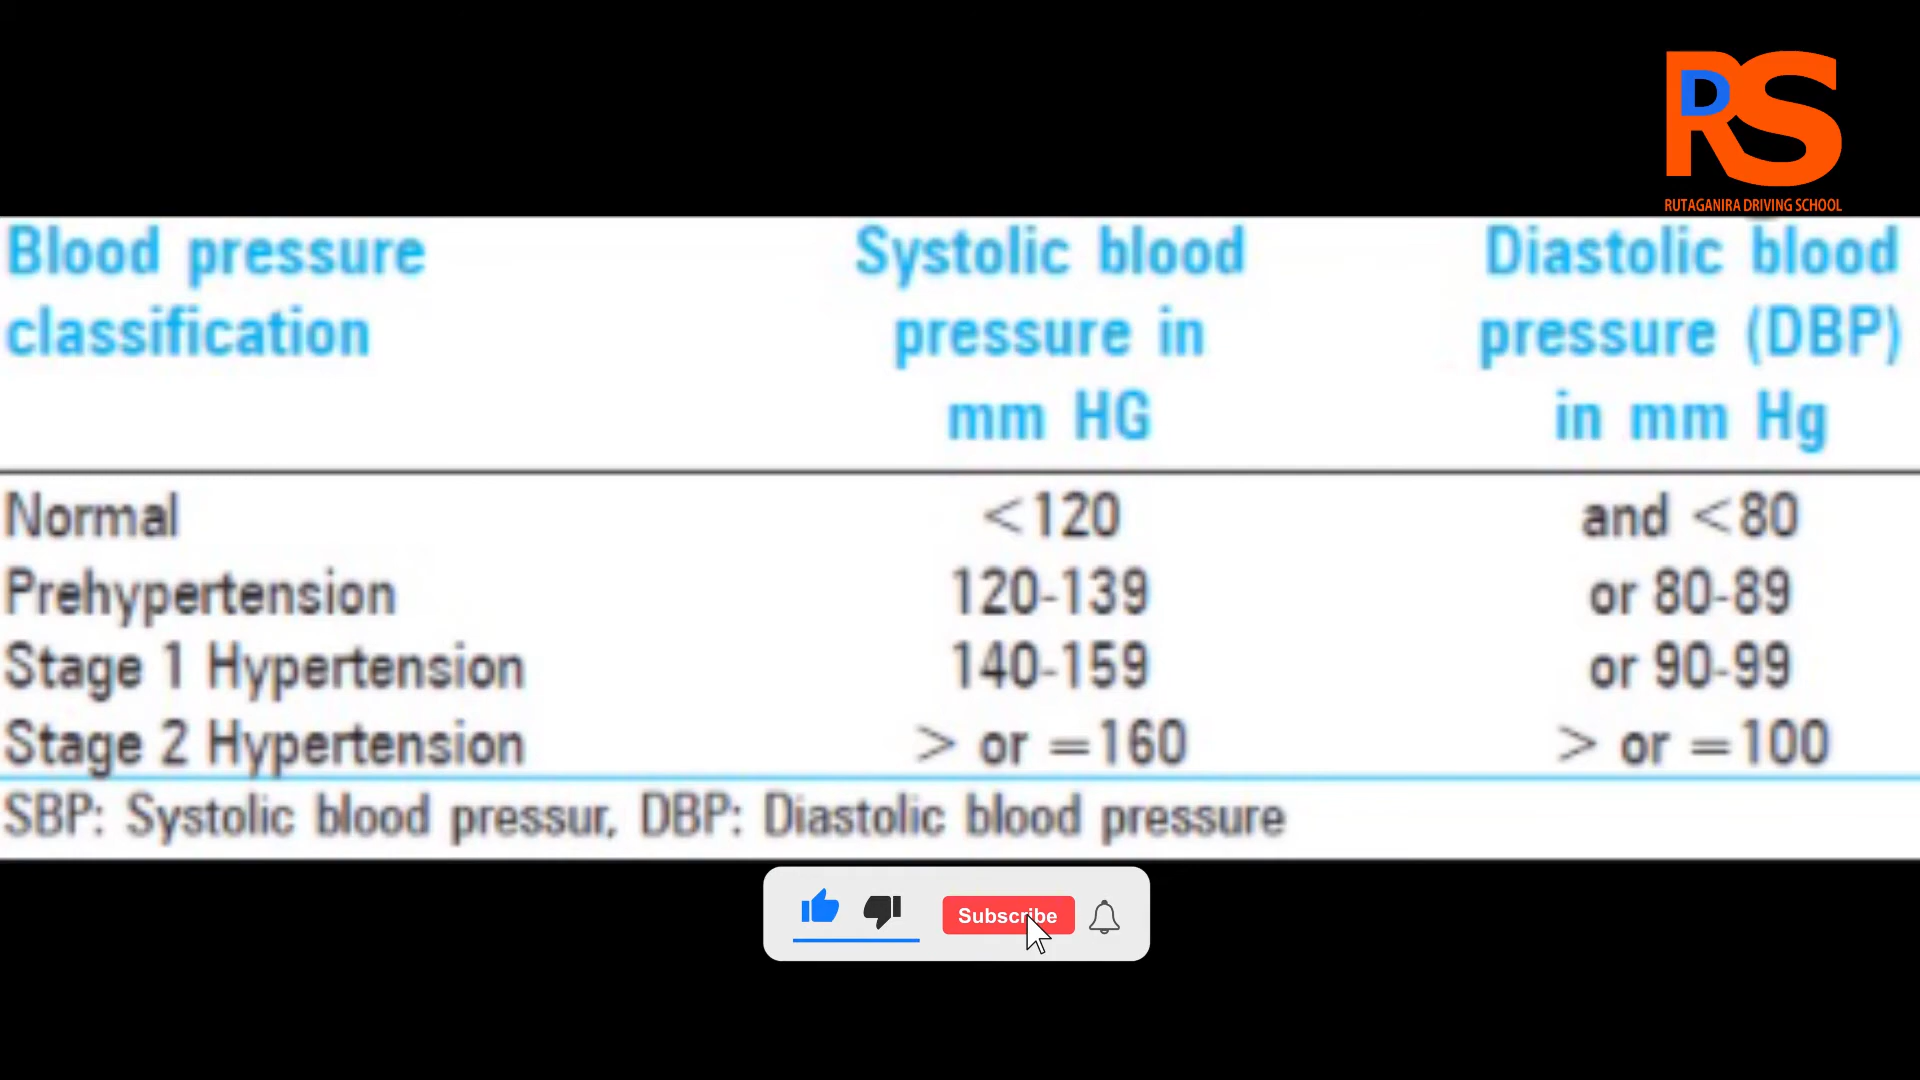 RDS
RUTAGANIRA DRIVING SCHOOL
Blood pressure classification
Systolic blood pressure in mm HG
Diastolic blood pressure (DBP) in mm Hg
Normal <120 and <80
Prehypertension 120-139 or 80-89
Stage 1 Hypertension 140-159 or 90-99
Stage 2 Hypertension > or =160 > or =100
SBP: Systolic blood pressur, DBP: Diastolic blood pressure
Subscribe